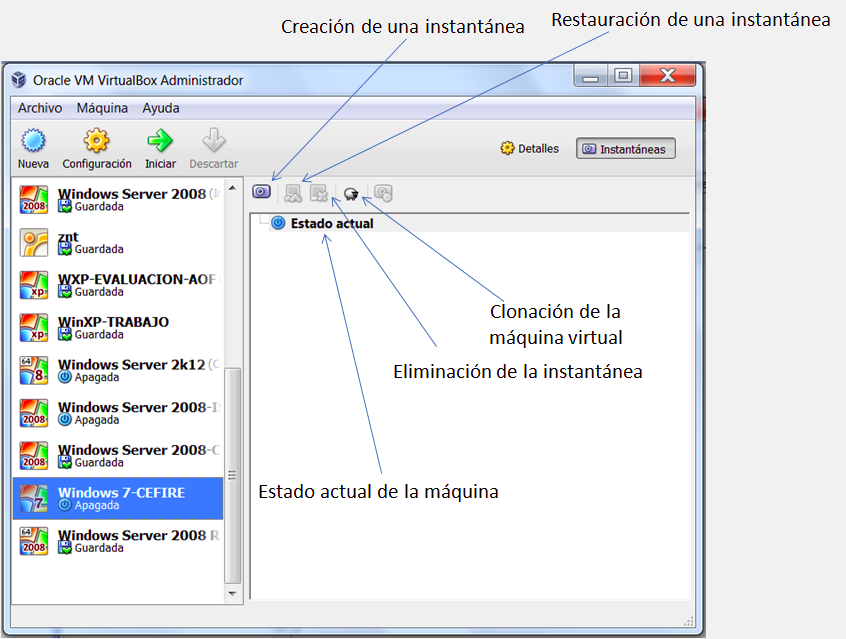 Creación de una instantánea
Restauración de una instantánea
Oracle VM VirtualBox Administrador
Archivo Máquina Ayuda
Nueva Configuración Iniciar Descartar
Detalles Instantáneas
Windows Server 2008 (I
2008 Guardada
znt
Guardada
WXP-EVALUACION-AOF
xp Guardada
WinXP-TRABAJO
xp Guardada
64 Windows Server 2k12 (C
8 Apagada
Windows Server 2008-I
2008 Apagada
Windows Server 2008-C
2008 Guardada
Windows 7-CEFIRE
7 Apagada
64 Windows Server 2008 R
2008 Guardada
Estado actual
Clonación de la
máquina virtual
Eliminación de la instantánea
Estado actual de la máquina